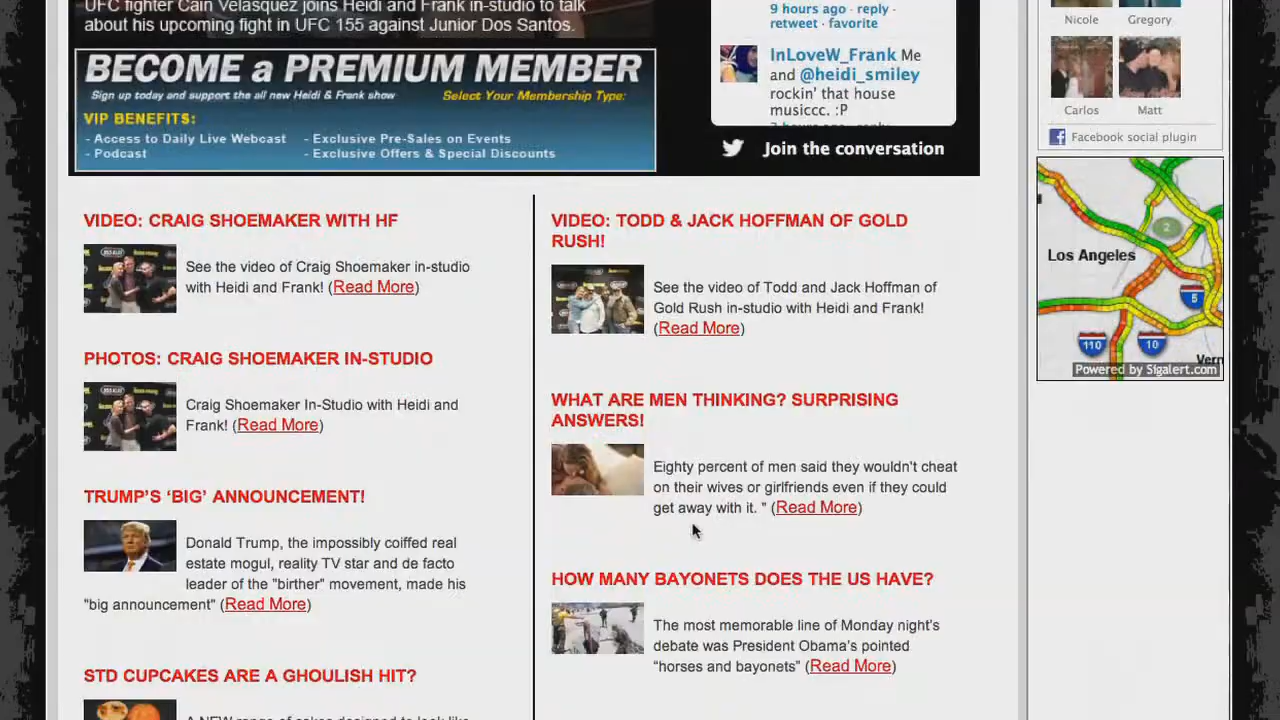 UFC fighter Cain Velasquez joins Heidi and Frank in-studio to talk
about his upcoming fight in UFC 155 against Junior Dos Santos.
BECOME a PREMIUM MEMBER
Sign up today and support the all new Heidi & Frank show
Select Your Membership Type:
VIP BENEFITS:
- Access to Daily Live Webcast
- Exclusive Pre-Sales on Events
- Podcast
- Exclusive Offers & Special Discounts
9 hours ago · reply ·
retweet · favorite
InLoveW_Frank Me
and @heidi_smiley
rockin' that house
musiccc. :P
Join the conversation
Nicole
Gregory
Carlos
Matt
Facebook social plugin
VIDEO: CRAIG SHOEMAKER WITH HF
See the video of Craig Shoemaker in-studio
with Heidi and Frank! (Read More)
PHOTOS: CRAIG SHOEMAKER IN-STUDIO
Craig Shoemaker In-Studio with Heidi and
Frank! (Read More)
TRUMP'S 'BIG' ANNOUNCEMENT!
Donald Trump, the impossibly coiffed real
estate mogul, reality TV star and de facto
leader of the "birther" movement, made his
"big announcement" (Read More)
STD CUPCAKES ARE A GHOULISH HIT?
A NEW range of cakes designed to look like
VIDEO: TODD & JACK HOFFMAN OF GOLD
RUSH!
See the video of Todd and Jack Hoffman of
Gold Rush in-studio with Heidi and Frank!
(Read More)
WHAT ARE MEN THINKING? SURPRISING
ANSWERS!
Eighty percent of men said they wouldn't cheat
on their wives or girlfriends even if they could
get away with it. " (Read More)
HOW MANY BAYONETS DOES THE US HAVE?
The most memorable line of Monday night's
debate was President Obama's pointed
"horses and bayonets" (Read More)
2
Los Angeles
5
110
10
Vern
Powered by Sigalert.com